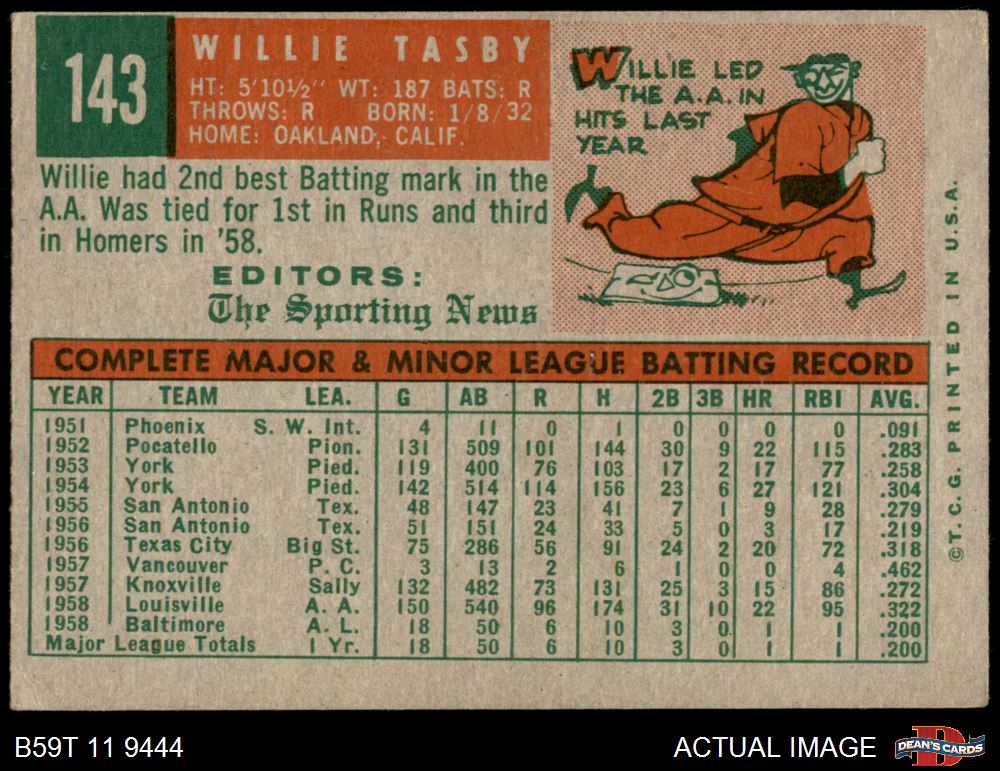 143
WILLIE TASBY
HT: 5'10½" WT: 187 BATS: R
THROWS: R BORN: 1/8/32
HOME: OAKLAND, CALIF.
Willie had 2nd best Batting mark in the
A.A. Was tied for 1st in Runs and third
in Homers in '58.
EDITORS:
The Sporting News
WILLIE LED
THE A.A. IN
HITS LAST
YEAR
COMPLETE MAJOR & MINOR LEAGUE BATTING RECORD
YEAR TEAM LEA. G AB R H 2B 3B HR RBI AVG.
1951 Phoenix S. W. Int. 4 11 0 1 0 0 0 0 .091
1952 Pocatello Pion. 131 509 101 144 30 9 22 115 .283
1953 York Pied. 119 400 76 103 17 2 17 77 .258
1954 York Pied. 142 514 114 156 23 6 27 121 .304
1955 San Antonio Tex. 48 147 23 41 7 1 9 28 .279
1956 San Antonio Tex. 51 151 24 33 5 0 3 17 .219
1956 Texas City Big St. 75 286 56 91 24 2 20 72 .318
1957 Vancouver P. C. 3 13 2 6 1 0 0 4 .462
1957 Knoxville Sally 132 482 73 131 25 3 15 86 .272
1958 Louisville A. A. 150 540 96 174 31 10 22 95 .322
1958 Baltimore A. L. 18 50 6 10 3 0 1 1 .200
Major League Totals 1 Yr. 18 50 6 10 3 0 1 1 .200
©T. C. G. PRINTED IN U.S.A.
B59T 11 9444
ACTUAL IMAGE
D
DEAN'S CARDS